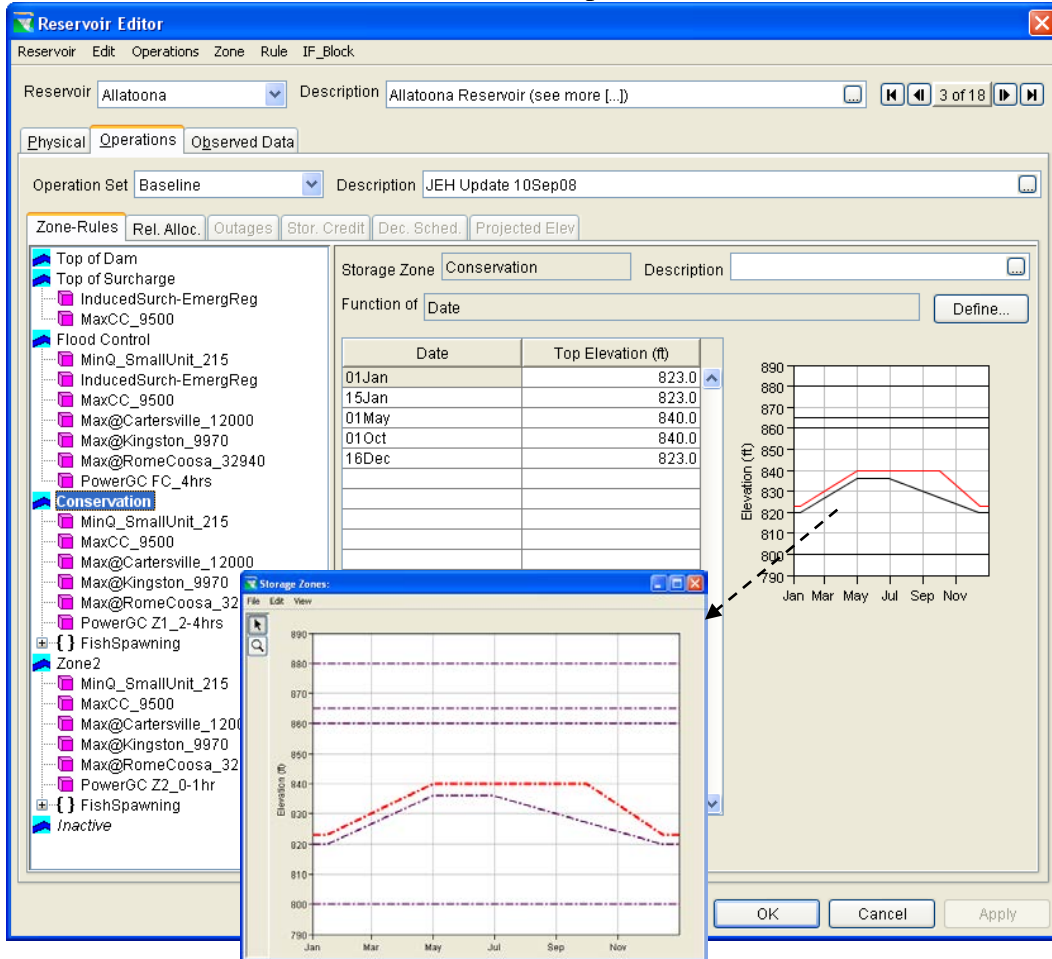 Reservoir Editor
Reservoir Edit Operations Zone Rule IF_Block
Reservoir Allatoona Description Allatoona Reservoir (see more [...]) ... 3 of 18
Physical Operations Observed Data
Operation Set Baseline Description JEH Update 10Sep08 ...
Zone-Rules Rel. Alloc. Outages Stor. Credit Dec. Sched. Projected Elev
Top of Dam
Top of Surcharge
InducedSurch-EmergReg
MaxCC_9500
Flood Control
MinQ_SmallUnit_215
InducedSurch-EmergReg
MaxCC_9500
Max@Cartersville_12000
Max@Kingston_9970
Max@RomeCoosa_32940
PowerGC FC_4hrs
Conservation
MinQ_SmallUnit_215
MaxCC_9500
Max@Cartersville_12000
Max@Kingston_9970
Max@RomeCoosa_32
PowerGC Z1_2-4hrs
{ } FishSpawning
Zone2
MinQ_SmallUnit_215
MaxCC_9500
Max@Cartersville_1200
Max@Kingston_9970
Max@RomeCoosa_32
PowerGC Z2_0-1hr
{ } FishSpawning
Inactive
Storage Zone Conservation Description ...
Function of Date Define...
Date Top Elevation (ft)
01Jan 823.0
15Jan 823.0
01May 840.0
01Oct 840.0
16Dec 823.0
890
880
870
860
850
840
830
820
810
800
790
Elevation (ft)
Jan Mar May Jul Sep Nov
Storage Zones:
File Edit View
890
880
870
860
850
840
830
820
810
800
790
Elevation (ft)
Jan Mar May Jul Sep Nov
OK Cancel Apply